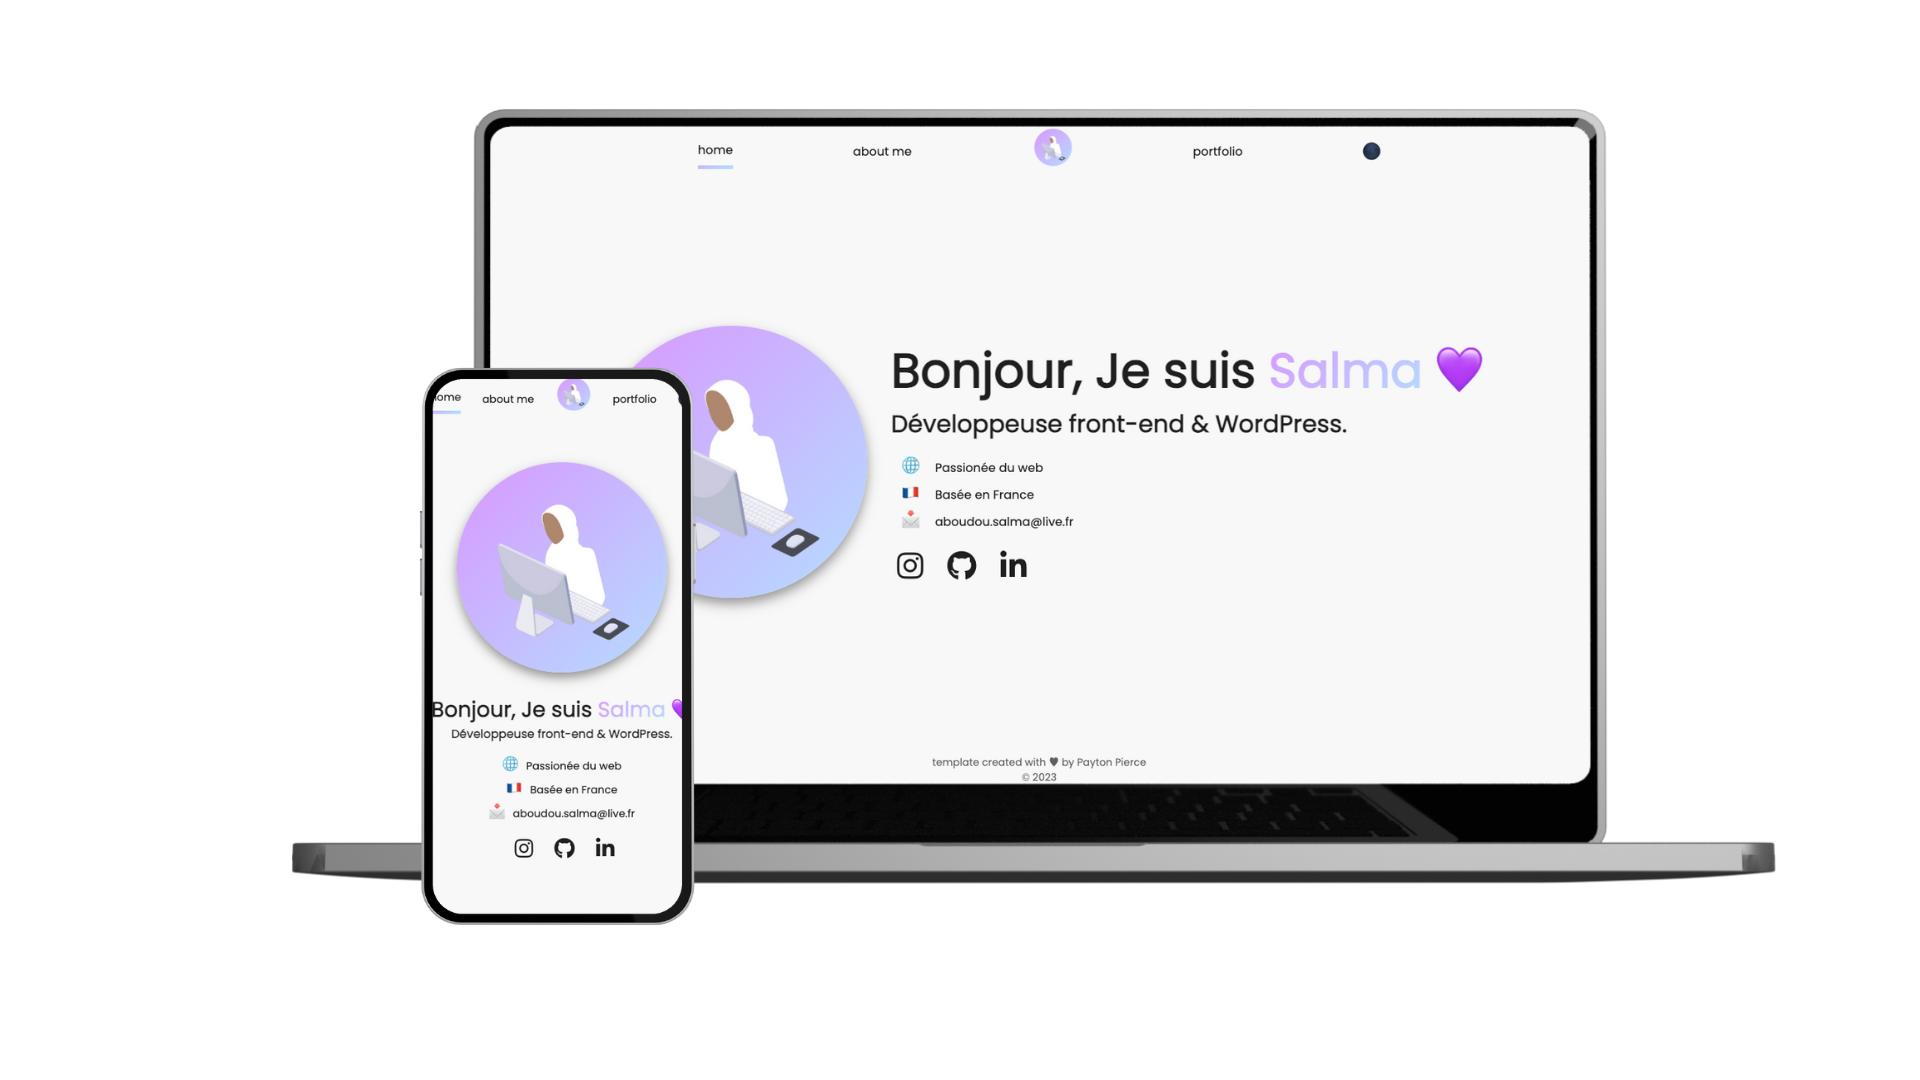 home about me portfolio
Bonjour, Je suis Salma 💜
Développeuse front-end & WordPress.
Passionée du web
Basée en France
aboudou.salma@live.fr
in
template created with ♥ by Payton Pierce
© 2023
ome about me portfolio
Bonjour, Je suis Salma 💜
Développeuse front-end & WordPress.
Passionée du web
Basée en France
aboudou.salma@live.fr
in